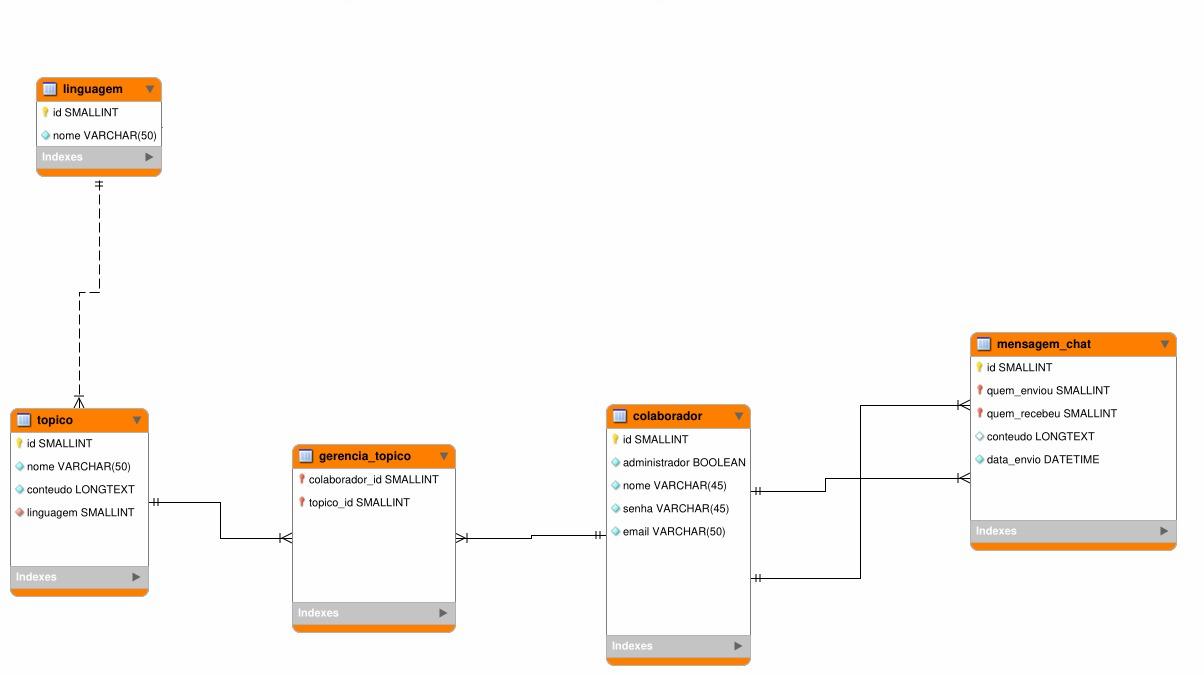 linguagem
id SMALLINT
nome VARCHAR(50)
Indexes
topico
id SMALLINT
nome VARCHAR(50)
conteudo LONGTEXT
linguagem SMALLINT
Indexes
gerencia_topico
colaborador_id SMALLINT
topico_id SMALLINT
Indexes
colaborador
id SMALLINT
administrador BOOLEAN
nome VARCHAR(45)
senha VARCHAR(45)
email VARCHAR(50)
Indexes
mensagem_chat
id SMALLINT
quem_enviou SMALLINT
quem_recebeu SMALLINT
conteudo LONGTEXT
data_envio DATETIME
Indexes